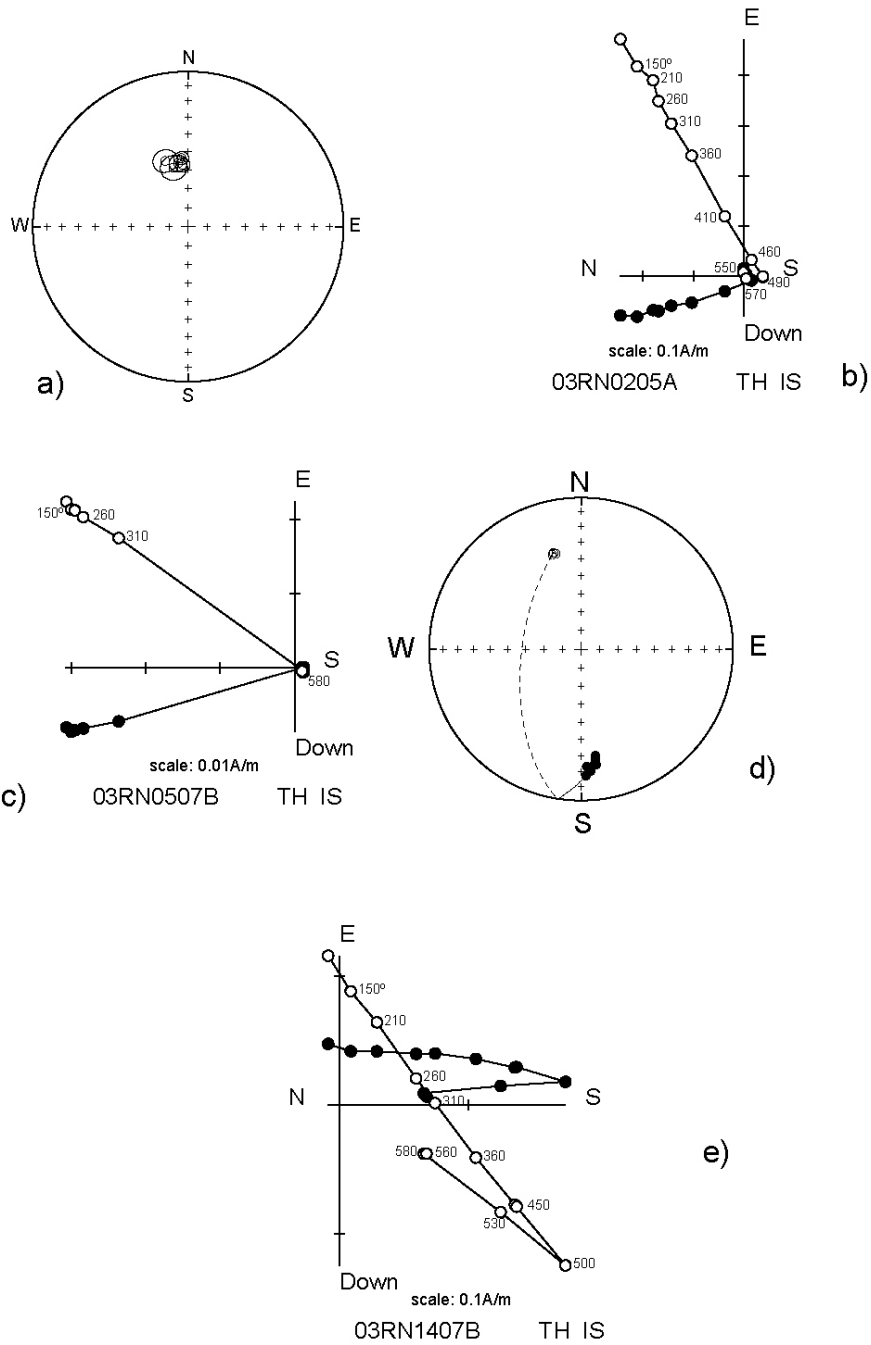 N
W
E
S
a)
E
150º
210
260
310
360
410
460
550
N
S
490
570
Down
scale: 0.1A/m
03RN0205A TH IS
b)
E
150º
260
310
S
580
Down
scale: 0.01A/m
c)
03RN0507B TH IS
N
W
E
d)
S
E
150º
210
260
N
S
310
580
560
360
e)
450
530
500
Down
scale: 0.1A/m
03RN1407B TH IS